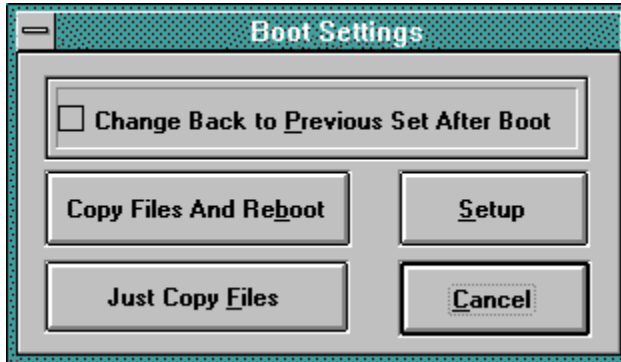 Boot Settings
Change Back to Previous Set After Boot
Copy Files And Reboot
Setup
Just Copy Files
Cancel